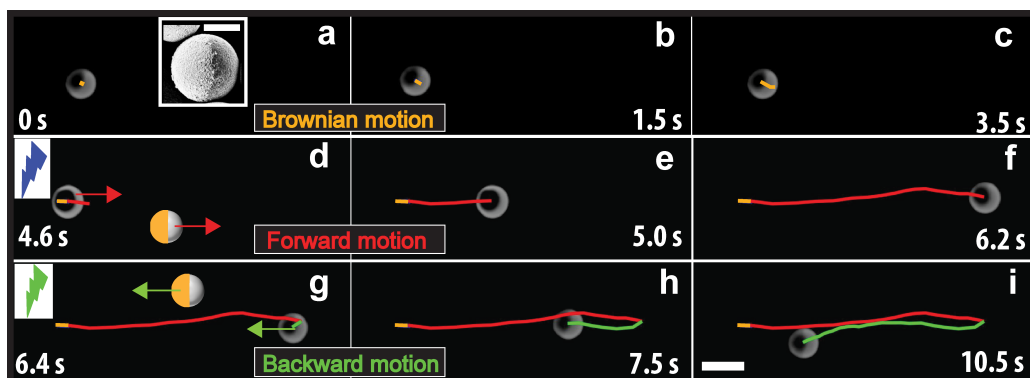 a
b
c
0 s
Brownian motion
1.5 s
3.5 s
d
e
f
4.6 s
Forward motion
5.0 s
6.2 s
g
h
i
6.4 s
Backward motion
7.5 s
10.5 s